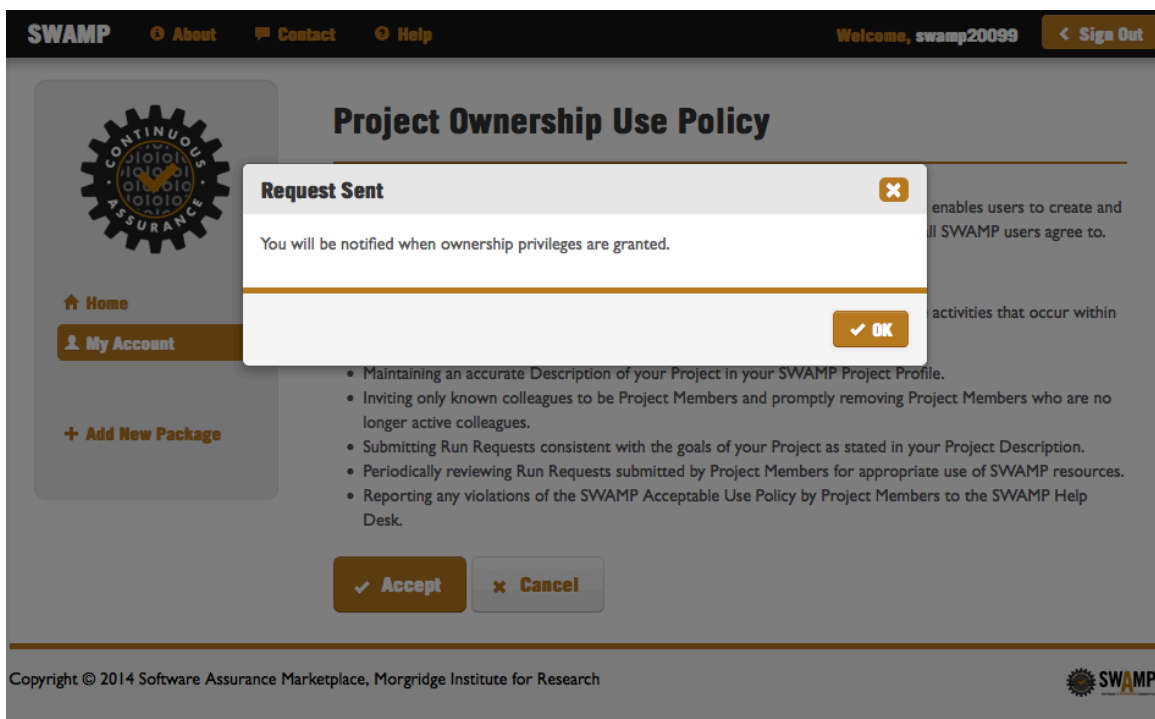 SWAMP About Contact Help Welcome, swamp20099 Sign Out
CONTINUOUS
ASSURANCE
Project Ownership Use Policy
Request Sent
enables users to create and
You will be notified when ownership privileges are granted.
ll SWAMP users agree to.
Home
activities that occur within
OK
My Account
• Maintaining an accurate Description of your Project in your SWAMP Project Profile.
• Inviting only known colleagues to be Project Members and promptly removing Project Members who are no
longer active colleagues.
+ Add New Package
• Submitting Run Requests consistent with the goals of your Project as stated in your Project Description.
• Periodically reviewing Run Requests submitted by Project Members for appropriate use of SWAMP resources.
• Reporting any violations of the SWAMP Acceptable Use Policy by Project Members to the SWAMP Help
Desk.
Accept Cancel
Copyright © 2014 Software Assurance Marketplace, Morgridge Institute for Research
SWAMP